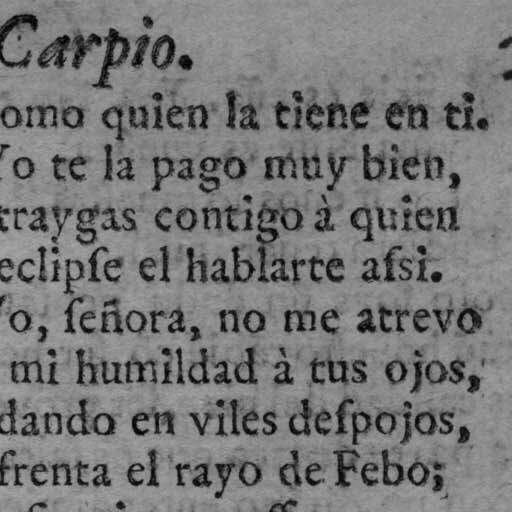 Carpio.
omo quien la tiene en ti.
Yo te la pago muy bien,
traygas contigo à quien
eclipſe el hablarte aſsi.
Yo, ſeñora, no me atrevo
mi humildad à tus ojos,
dando en viles deſpojos,
frenta el rayo de Febo;